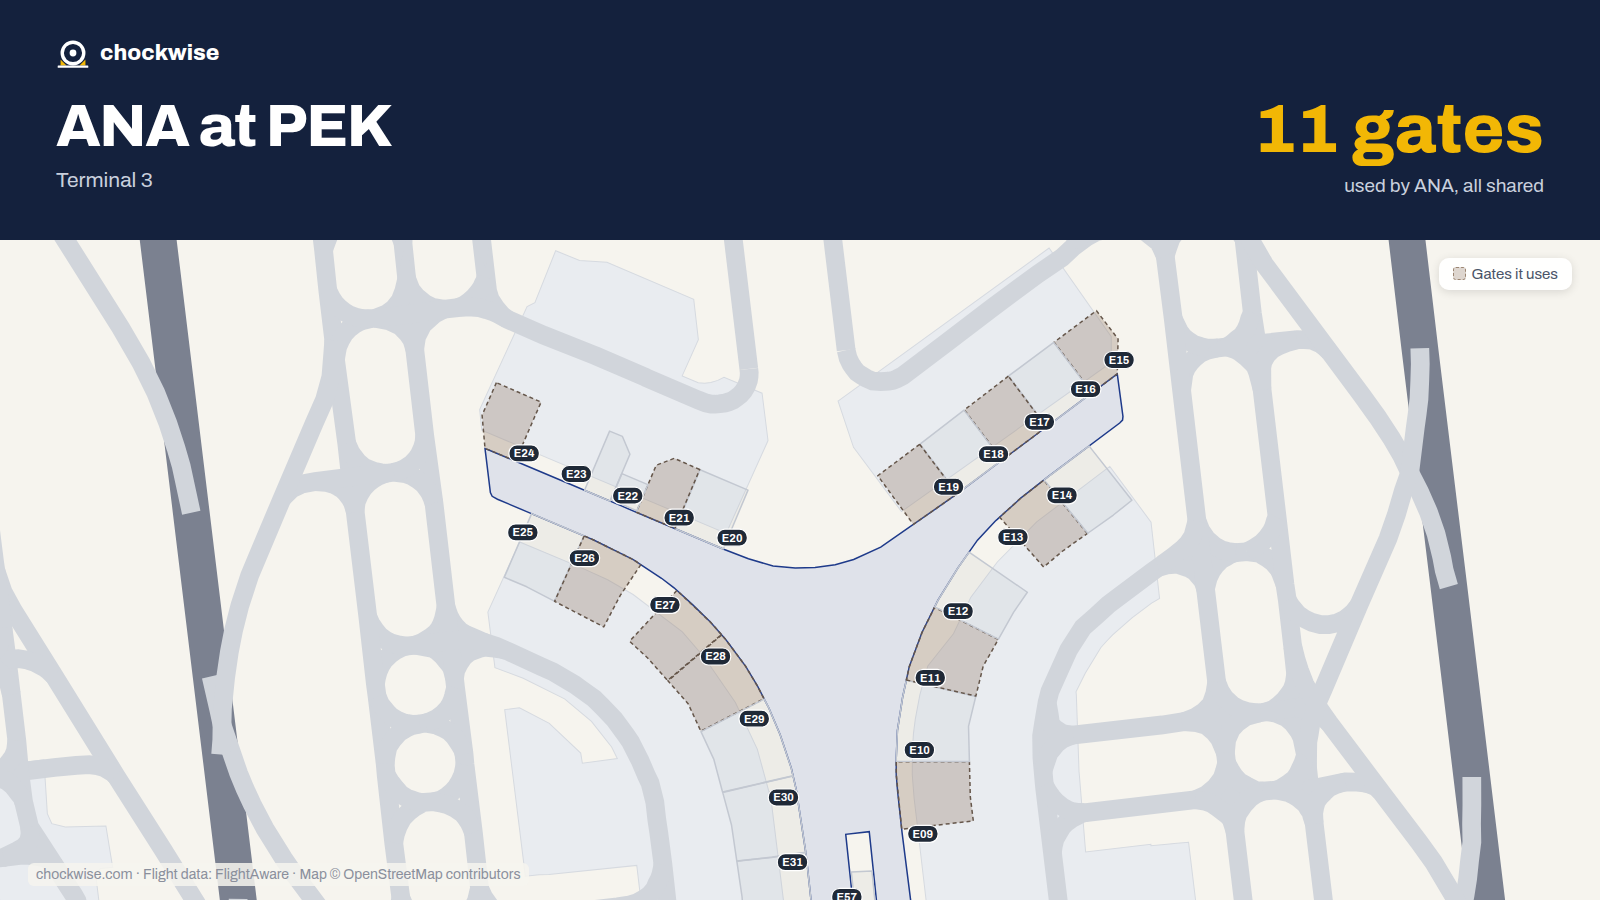 chockwise
ANA at PEK
Terminal 3
11 gates
used by ANA, all shared
Gates it uses
E15
E16
E17
E24
E18
E23
E19
E22
E14
E21
E25
E20
E13
E26
E27
E12
E28
E11
E29
E10
E30
E09
E31
E57
chockwise.com · Flight data: FlightAware · Map © OpenStreetMap contributors